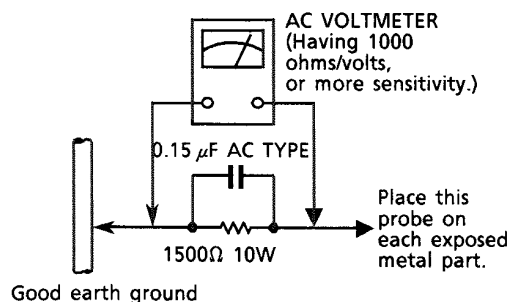 AC VOLTMETER
(Having 1000
ohms/volts,
or more sensitivity.)
0.15 µF AC TYPE
1500Ω 10W
Place this
probe on
each exposed
metal part.
Good earth ground